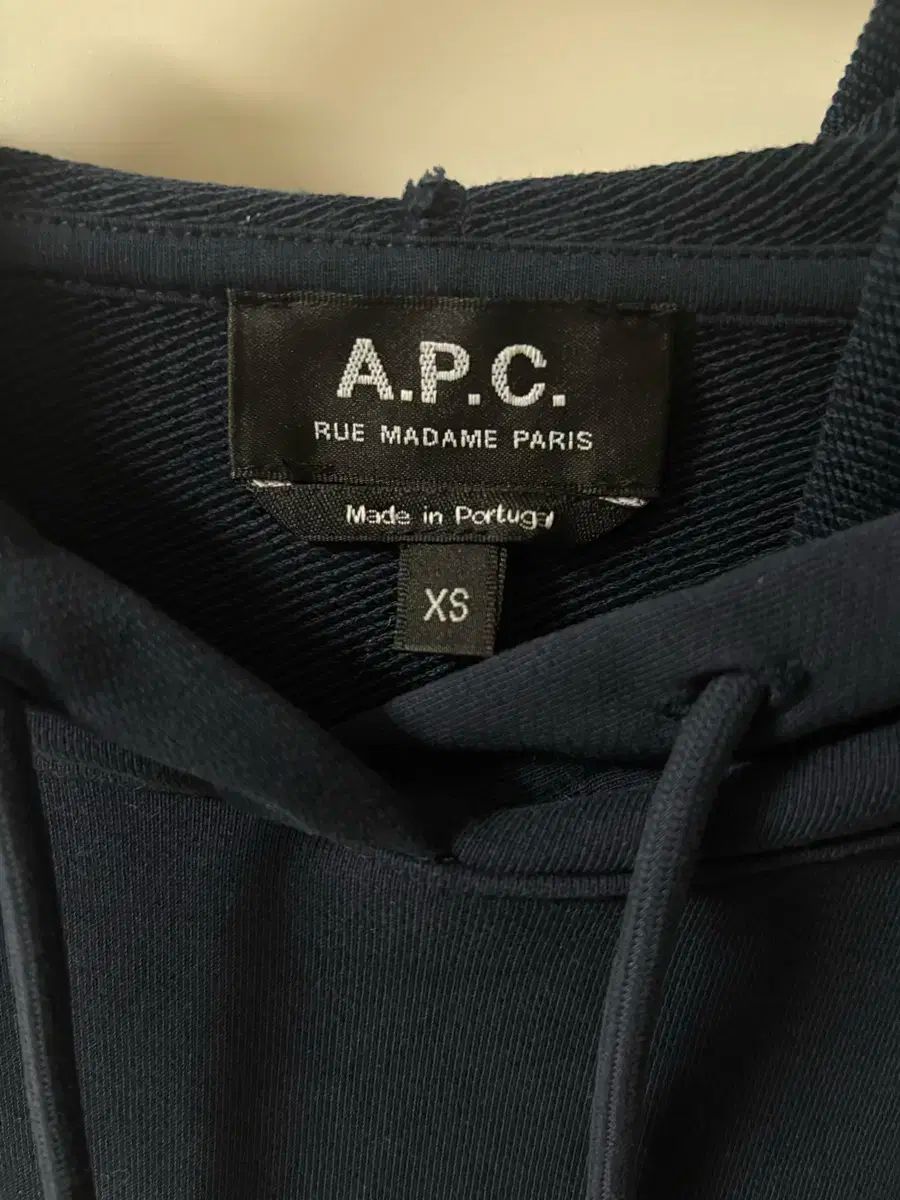 A.P.C.
RUE MADAME PARIS
Made in Portugal
XS